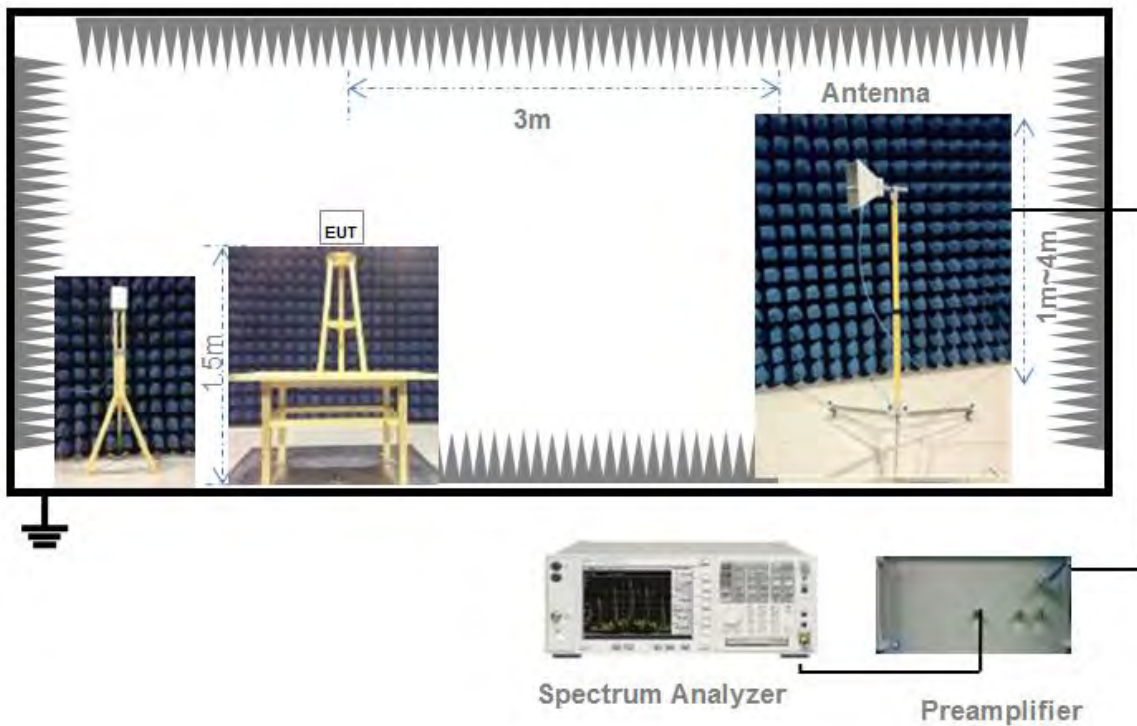 Antenna
3m
EUT
1.5m
1m~4m
Spectrum Analyzer
Preamplifier